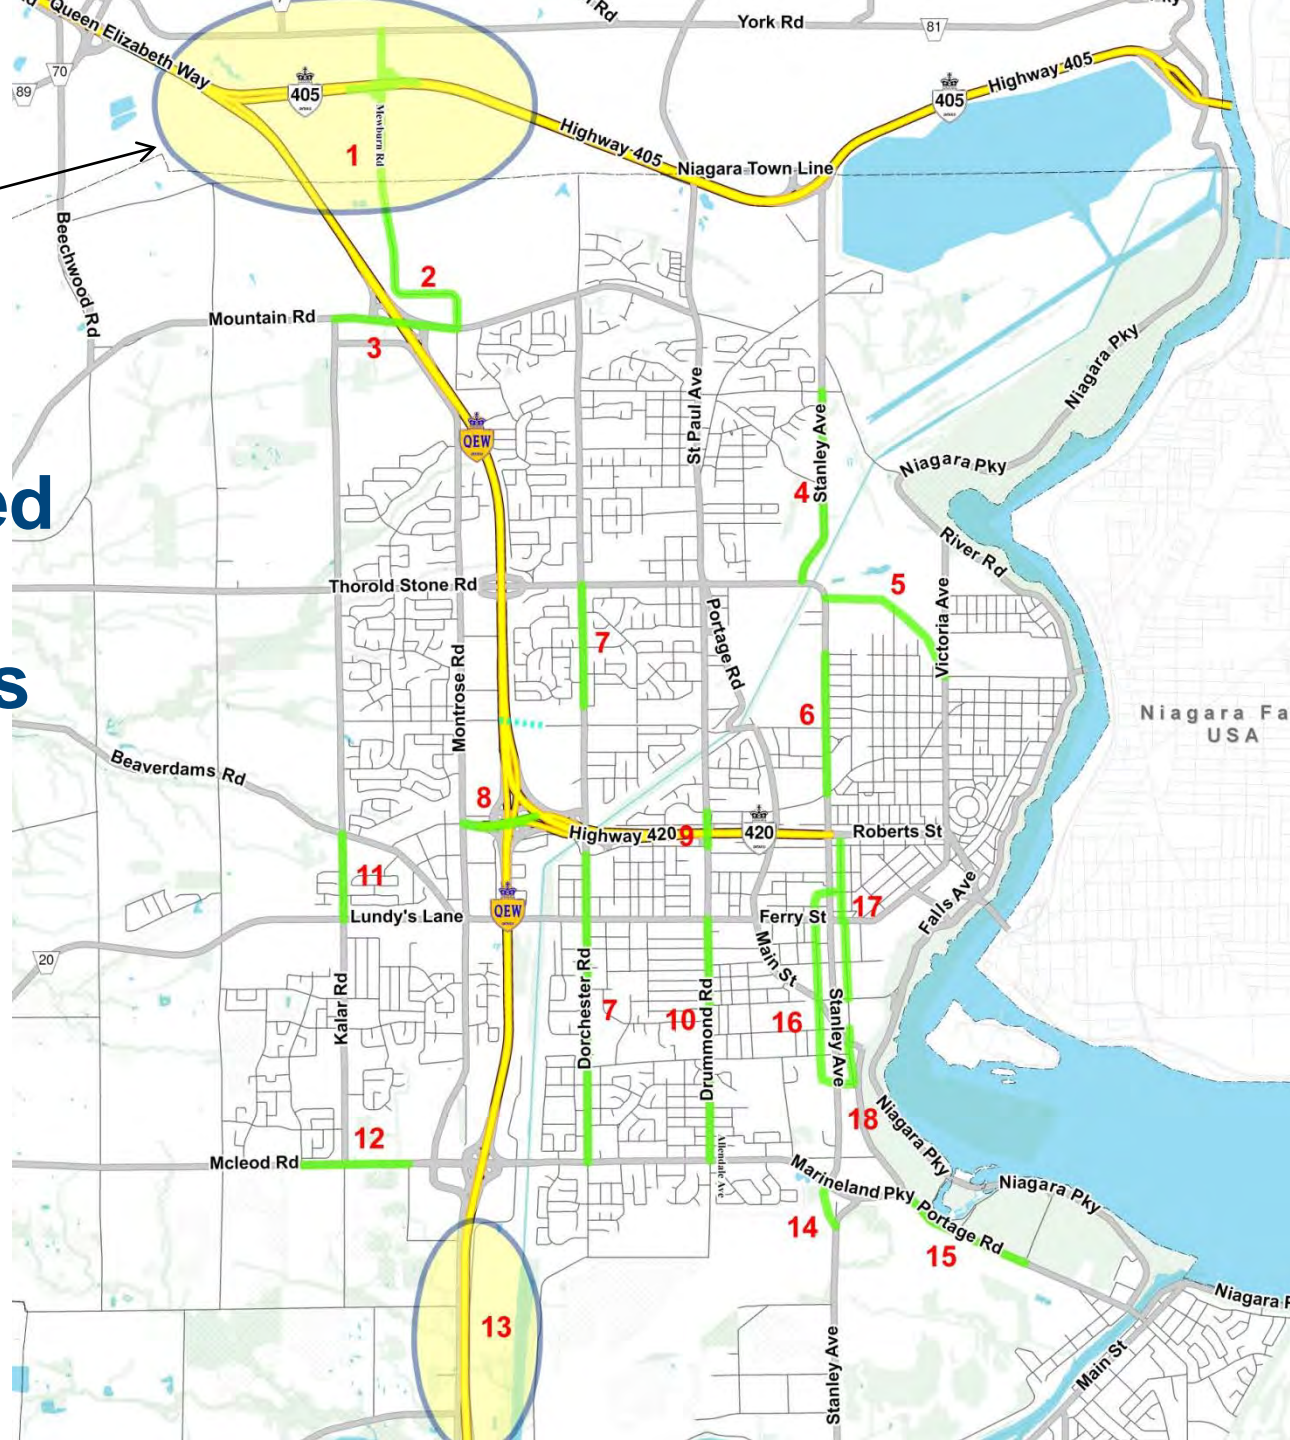 Rd
York Rd
81
Queen Elizabeth Way
70
89
405
Highway 405
405
Highway 405
Mewburn Rd
1
Niagara Town Line
Beechwood Rd
2
Mountain Rd
3
Niagara Pky
St Paul Ave
Stanley Ave
QEW
4
Niagara Pky
ed
River Rd
Thorold Stone Rd
5
Portage Rd
Victoria Ave
7
s
Montrose Rd
6
Niagara Fa
USA
Beaverdams Rd
8
Highway 420
9
420
Roberts St
11
QEW
Lundy's Lane
Ferry St
17
Falls Ave
20
Main St
Kalar Rd
Dorchester Rd
7
10
Drummond Rd
16
Stanley Ave
18
Niagara Pky
12
Mcleod Rd
Allendale Ave
Marineland Pky
Portage Rd
Niagara Pky
14
15
13
Niagara
Stanley Ave
Main St